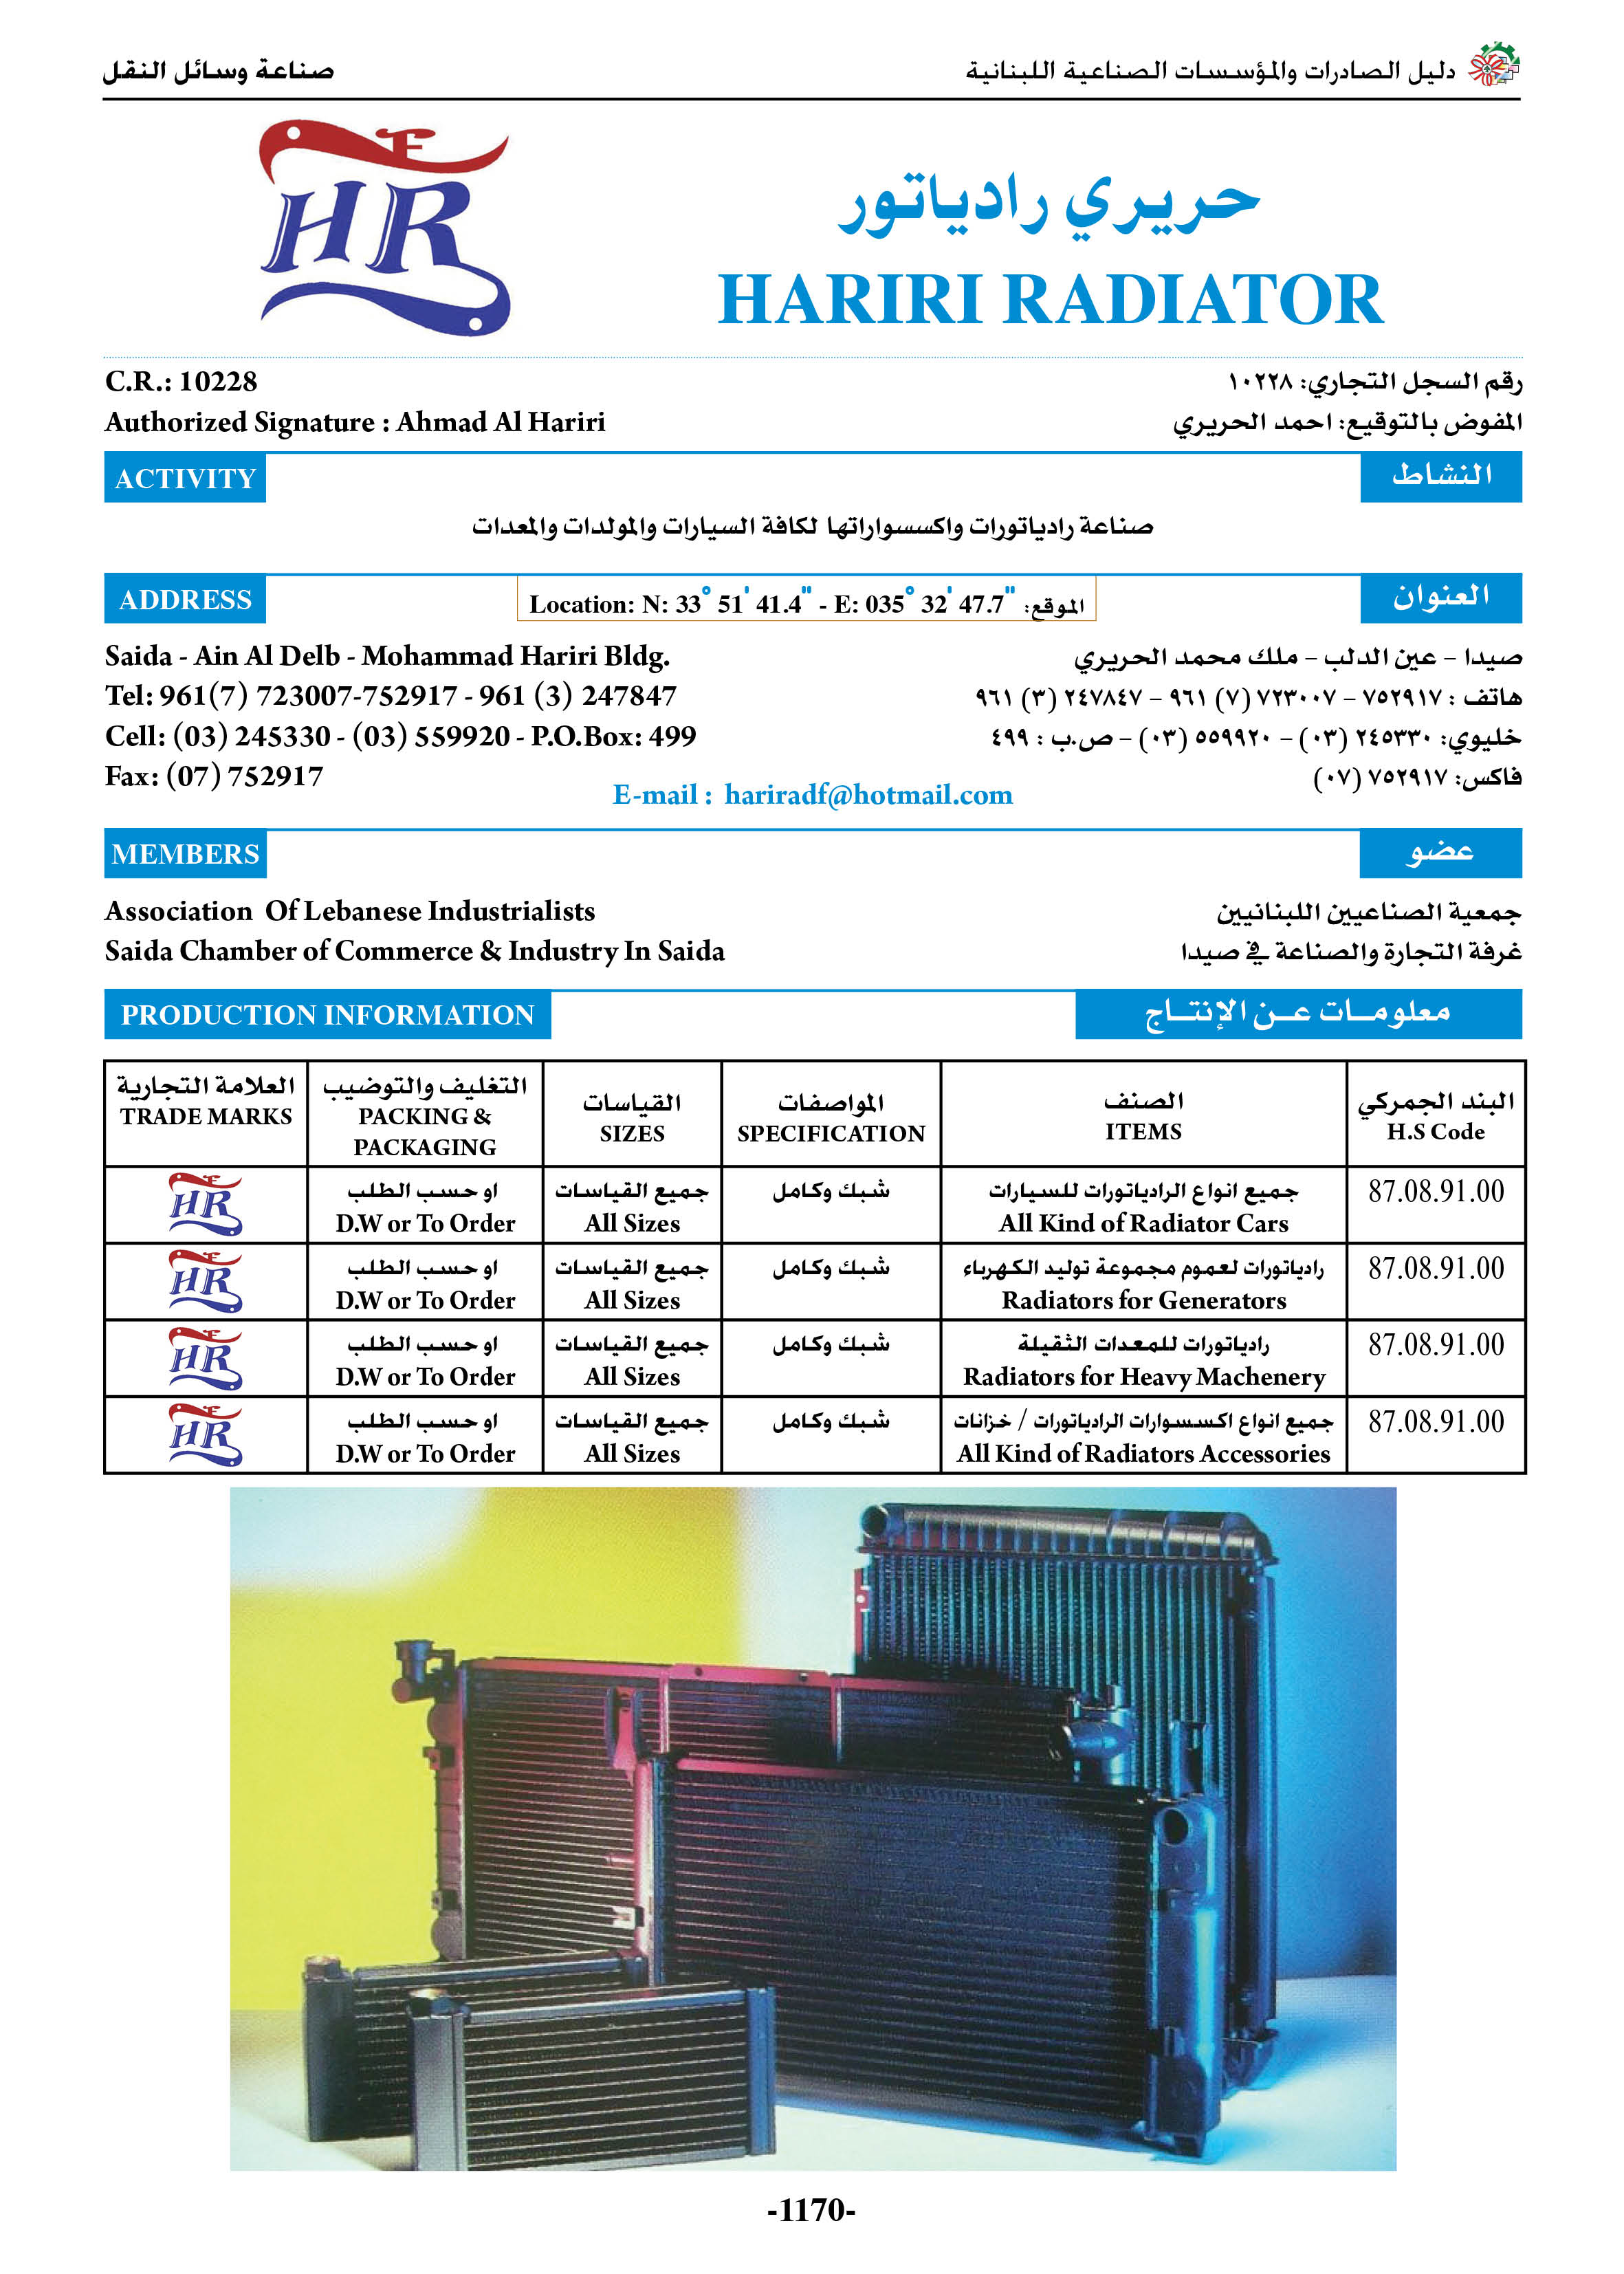 صناعة وسائل النقل
دليل الصادرات والمؤسسات الصناعية اللبنانية
F
HR
حريري رادياتور
HARIRI RADIATOR
C.R.: 10228
رقم السجل التجاري: ١٠٢٢٨
Authorized Signature : Ahmad Al Hariri
المفوض بالتوقيع: احمد الحريري
ACTIVITY
النشاط
صناعة رادياتورات واكسسواراتها لكافة السيارات والمولدات والمعدات
ADDRESS
Location: N: 33° 51' 41.4" - E: 035° 32' 47.7" :الموقع
العنوان
Saida - Ain Al Delb - Mohammad Hariri Bldg.
صيدا – عين الدلب – ملك محمد الحريري
Tel: 961(7) 723007-752917 - 961 (3) 247847
هاتف : ٧٥٢٩١٧ – ٧٢٣٠٠٧ (٧) ٩٦١ – ٢٤٧٨٤٧ (٣) ٩٦١
Cell: (03) 245330 - (03) 559920 - P.O.Box: 499
خليوي: ٢٤٥٣٣٠ (٠٣) – ٥٥٩٩٢٠ (٠٣) – ص.ب : ٤٩٩
Fax: (07) 752917
فاكس: ٧٥٢٩١٧ (٠٧)
E-mail : hariradf@hotmail.com
MEMBERS
عضو
Association Of Lebanese Industrialists
جمعية الصناعيين اللبنانيين
Saida Chamber of Commerce & Industry In Saida
غرفة التجارة والصناعة في صيدا
PRODUCTION INFORMATION
معلومــات عــن الإنتــاج
العلامة التجارية
TRADE MARKS
التغليف والتوضيب
PACKING &
PACKAGING
القياسات
SIZES
المواصفات
SPECIFICATION
الصنف
ITEMS
البند الجمركي
H.S Code
F
HR
او حسب الطلب
D.W or To Order
جميع القياسات
All Sizes
شبك وكامل
جميع انواع الرادياتورات للسيارات
All Kind of Radiator Cars
87.08.91.00
F
HR
او حسب الطلب
D.W or To Order
جميع القياسات
All Sizes
شبك وكامل
رادياتورات لعموم مجموعة توليد الكهرباء
Radiators for Generators
87.08.91.00
F
HR
او حسب الطلب
D.W or To Order
جميع القياسات
All Sizes
شبك وكامل
رادياتورات للمعدات الثقيلة
Radiators for Heavy Machenery
87.08.91.00
F
HR
او حسب الطلب
D.W or To Order
جميع القياسات
All Sizes
شبك وكامل
جميع انواع اكسسوارات الرادياتورات / خزانات
All Kind of Radiators Accessories
87.08.91.00
-1170-